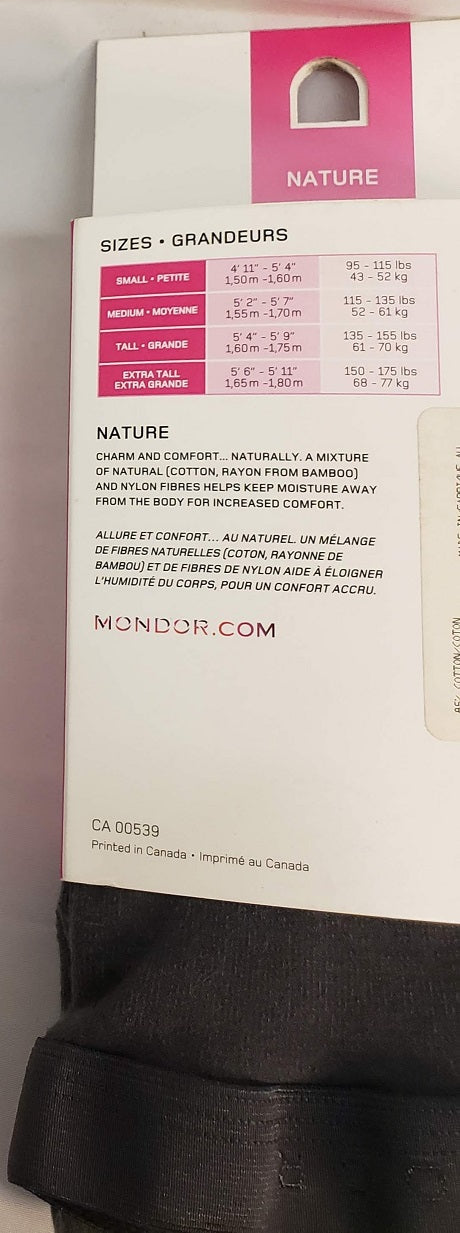 NATURE
SIZES • GRANDEURS
SMALL • PETITE 4' 11" - 5' 4" 95 - 115 lbs
1,50 m -1,60 m 43 - 52 kg
MEDIUM • MOYENNE 5' 2" - 5' 7" 115 - 135 lbs
1,55 m -1,70 m 52 - 61 kg
TALL • GRANDE 5' 4" - 5' 9" 135 - 155 lbs
1,60 m -1,75 m 61 - 70 kg
EXTRA TALL 5' 6" - 5' 11" 150 - 175 lbs
EXTRA GRANDE 1,65 m -1,80 m 68 - 77 kg
NATURE
CHARM AND COMFORT... NATURALLY. A MIXTURE
OF NATURAL (COTTON, RAYON FROM BAMBOO)
AND NYLON FIBRES HELPS KEEP MOISTURE AWAY
FROM THE BODY FOR INCREASED COMFORT.
ALLURE ET CONFORT... AU NATUREL. UN MÉLANGE
DE FIBRES NATURELLES (COTON, RAYONNE DE
BAMBOU) ET DE FIBRES DE NYLON AIDE À ÉLOIGNER
L'HUMIDITÉ DU CORPS, POUR UN CONFORT ACCRU.
MONDOR.COM
CA 00539
Printed in Canada • Imprimé au Canada
COTTON/COTON